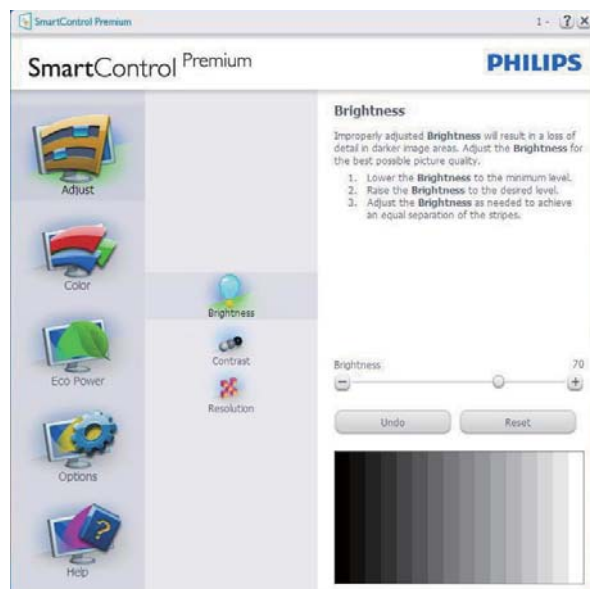 SmartControl Premium
1 - ? X
SmartControl Premium
PHILIPS
Adjust
Color
Eco Power
Options
Help
Brightness
Contrast
Resolution
Brightness
Improperly adjusted Brightness will result in a loss of
detail in darker image areas. Adjust the Brightness for
the best possible picture quality.
1. Lower the Brightness to the minimum level.
2. Raise the Brightness to the desired level.
3. Adjust the Brightness as needed to achieve
an equal separation of the stripes.
Brightness 70
Undo Reset